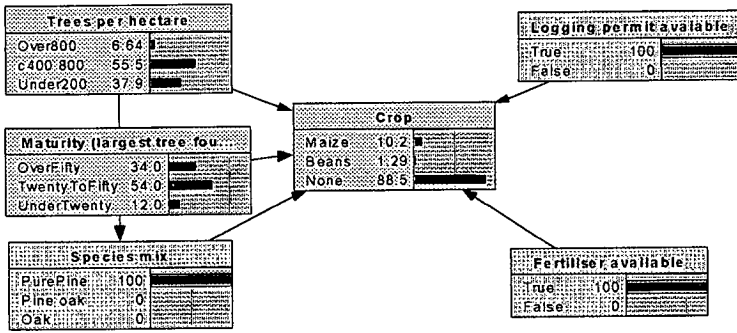 Trees per hectare
Over800 6.64
c400.800 55.5
Under200 37.9
Logging permit available
True 100
False 0
Crop
Maize 10.2
Beans 1.29
None 88.5
Maturity (largest tree fou...
OverFifty 34.0
TwentyToFifty 54.0
UnderTwenty 12.0
Species mix
PurePine 100
Pine oak 0
Oak 0
Fertiliser available
True 100
False 0